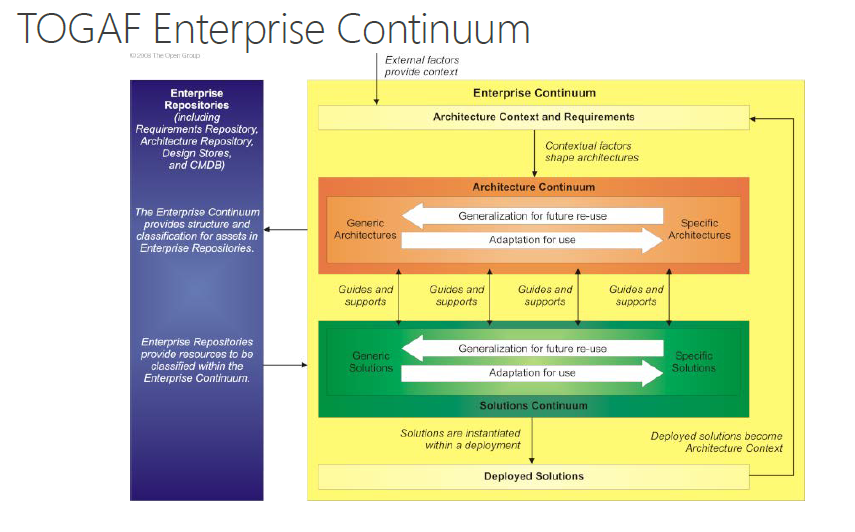 TOGAF Enterprise Continuum
©2009 The Open Group
External factors
provide context
Enterprise
Repositories
(including
Requirements Repository,
Architecture Repository,
Design Stores,
and CMDB)
The Enterprise Continuum
provides structure and
classification for assets in
Enterprise Repositories.
Enterprise Repositories
provide resources to be
classified within the
Enterprise Continuum.
Enterprise Continuum
Architecture Context and Requirements
Contextual factors
shape architectures
Architecture Continuum
Generic
Architectures
Generalization for future re-use
Adaptation for use
Specific
Architectures
Guides and
supports
Guides and
supports
Guides and
supports
Guides and
supports
Generic
Solutions
Generalization for future re-use
Adaptation for use
Specific
Solutions
Solutions Continuum
Solutions are instantiated
within a deployment
Deployed solutions become
Architecture Context
Deployed Solutions